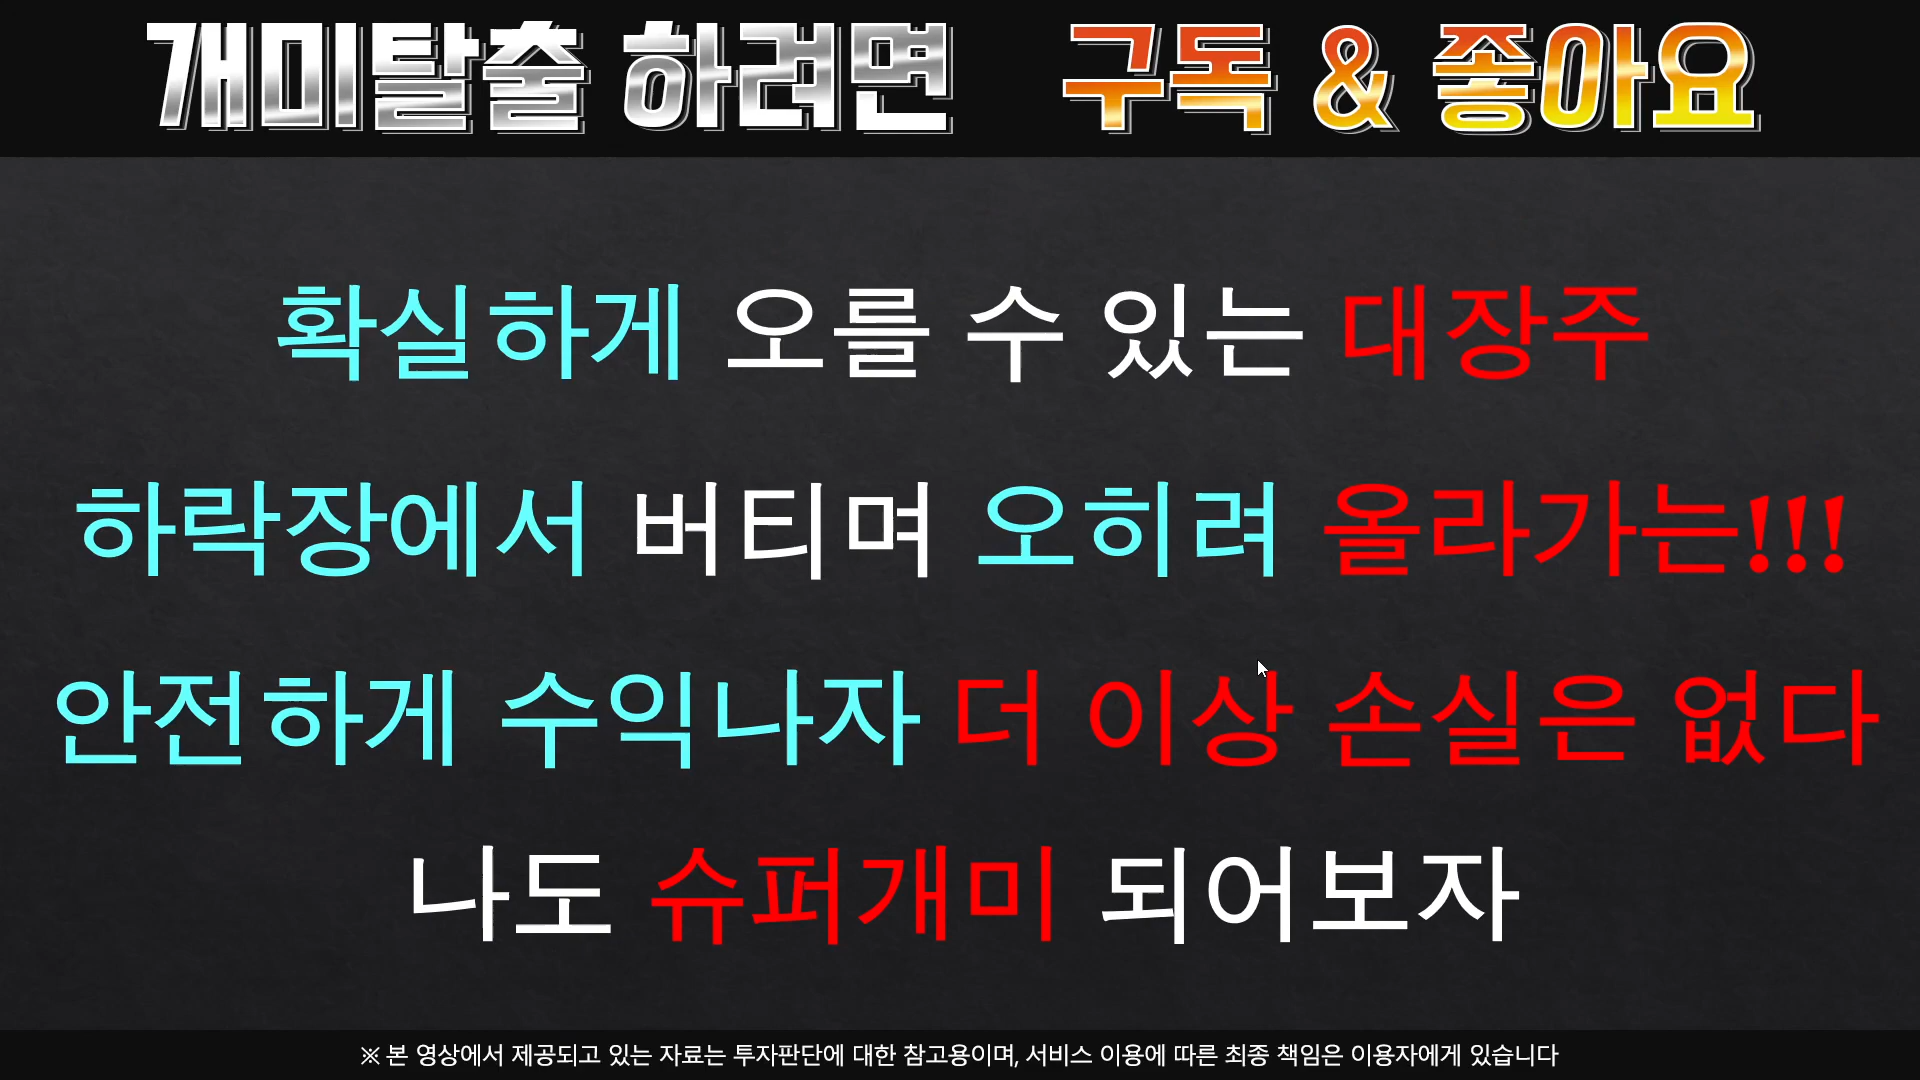 개미탈출 하려면 구독 & 좋아요
확실하게 오를 수 있는 대장주
하락장에서 버티며 오히려 올라가는!!!
안전하게 수익나자 더 이상 손실은 없다
나도 슈퍼개미 되어보자
※ 본 영상에서 제공되고 있는 자료는 투자판단에 대한 참고용이며, 서비스 이용에 따른 최종 책임은 이용자에게 있습니다